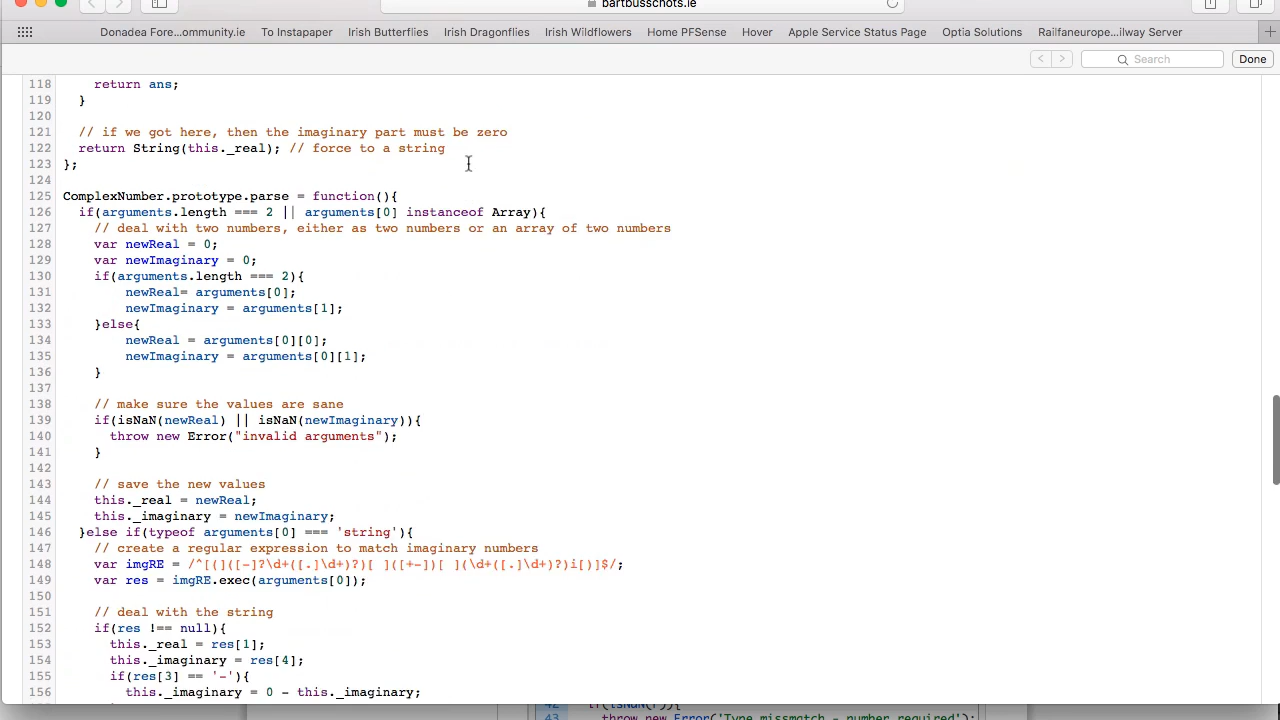 bartbusschots.ie
Donadea Fore...ommunity.ie To Instapaper Irish Butterflies Irish Dragonflies Irish Wildflowers Home PFSense Hover Apple Service Status Page Optia Solutions Railfaneurope...ilway Server
Search Done
118 return ans;
119 }
120
121 // if we got here, then the imaginary part must be zero
122 return String(this._real); // force to a string
123 };
124
125 ComplexNumber.prototype.parse = function(){
126 if(arguments.length === 2 || arguments[0] instanceof Array){
127 // deal with two numbers, either as two numbers or an array of two numbers
128 var newReal = 0;
129 var newImaginary = 0;
130 if(arguments.length === 2){
131 newReal= arguments[0];
132 newImaginary = arguments[1];
133 }else{
134 newReal = arguments[0][0];
135 newImaginary = arguments[0][1];
136 }
137
138 // make sure the values are sane
139 if(isNaN(newReal) || isNaN(newImaginary)){
140 throw new Error("invalid arguments");
141 }
142
143 // save the new values
144 this._real = newReal;
145 this._imaginary = newImaginary;
146 }else if(typeof arguments[0] === 'string'){
147 // create a regular expression to match imaginary numbers
148 var imgRE = /^[(]([-]?\d+([.]\d+)?)[ ]([+-])[ ](\d+([.]\d+)?)i[)]$/;
149 var res = imgRE.exec(arguments[0]);
150
151 // deal with the string
152 if(res !== null){
153 this._real = res[1];
154 this._imaginary = res[4];
155 if(res[3] == '-'){
156 this._imaginary = 0 - this._imaginary;
43 throw new Error('Type missmatch - number required');